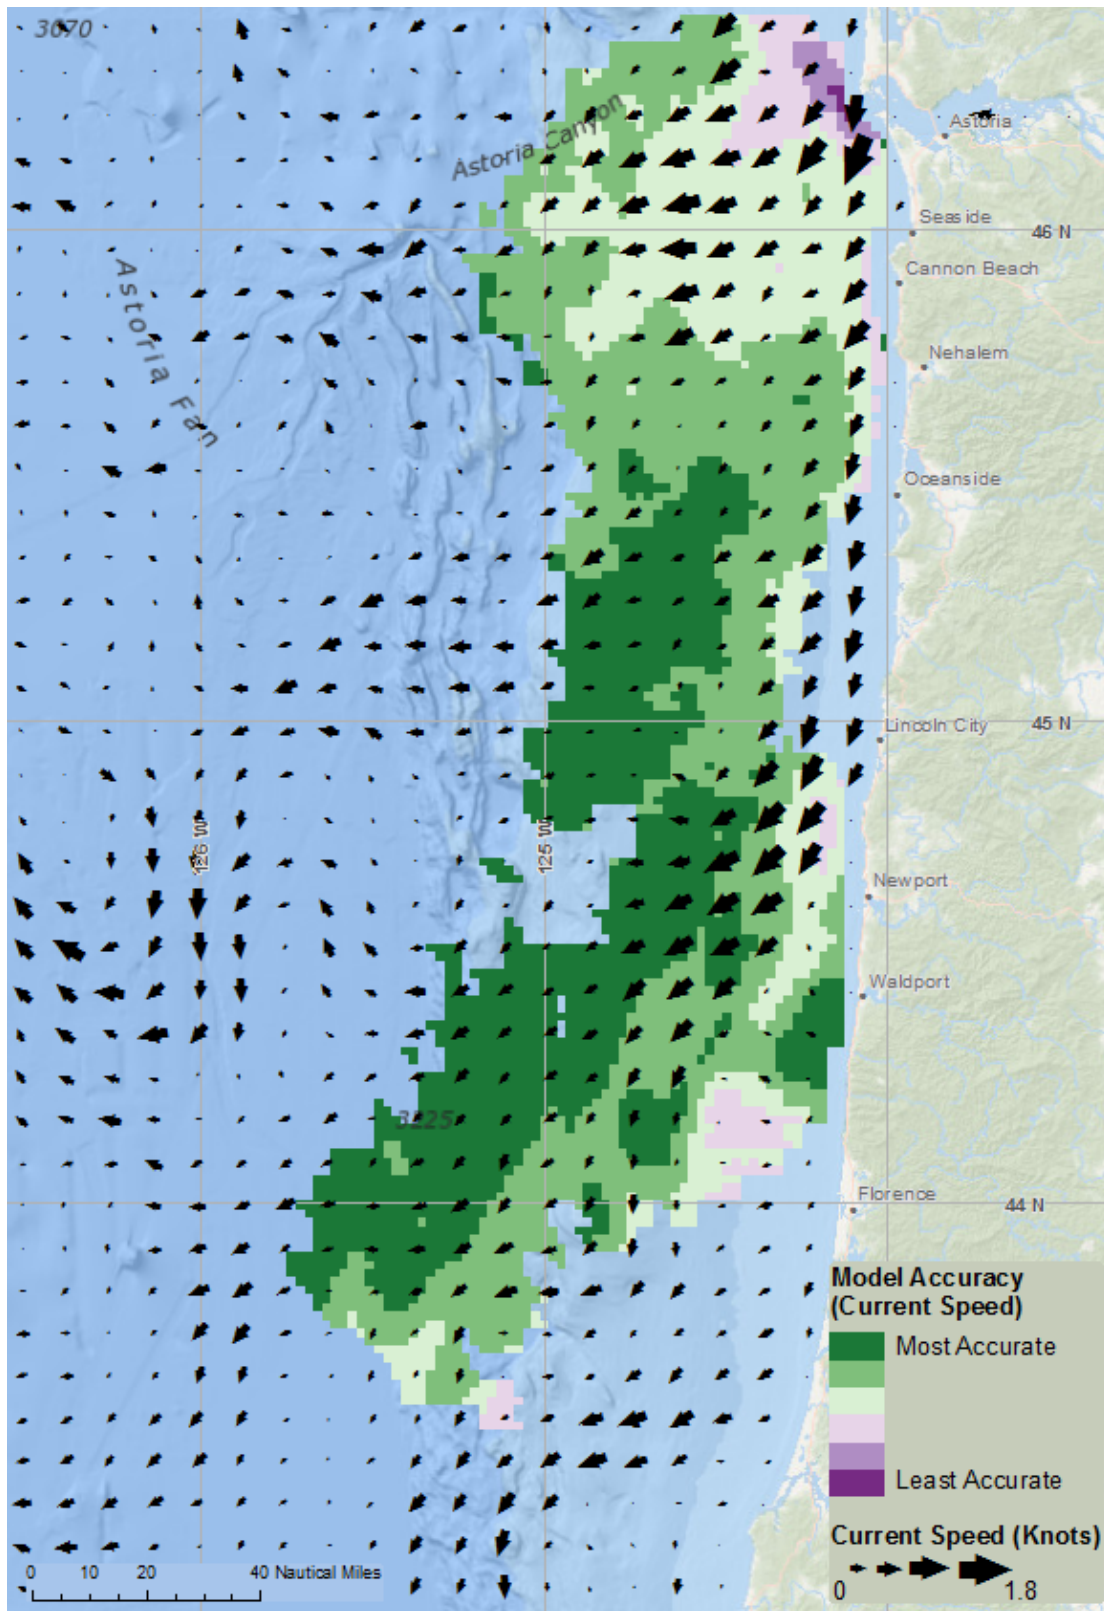 3070
Astoria Canyon
Astoria
Seaside
46 N
Cannon Beach
Astoria Fan
Nehalem
Oceanside
Lincoln City
45 N
126 W
125 W
Newport
Waldport
3225
Florence
44 N
Model Accuracy
(Current Speed)
Most Accurate
Least Accurate
Current Speed (Knots)
0 1.8
0 10 20 40 Nautical Miles